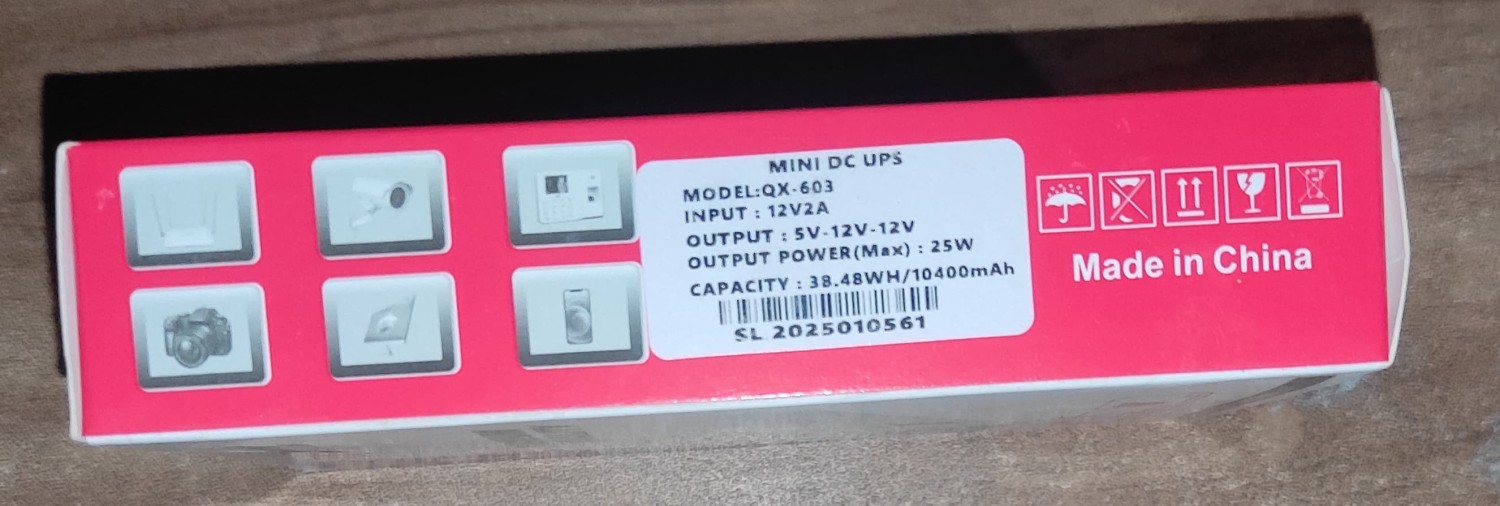 MINI DC UPS
MODEL:QX-603
INPUT : 12V2A
OUTPUT : 5V-12V-12V
OUTPUT POWER(Max) : 25W
CAPACITY : 38.48WH/10400mAh
SL 2025010561
Made in China